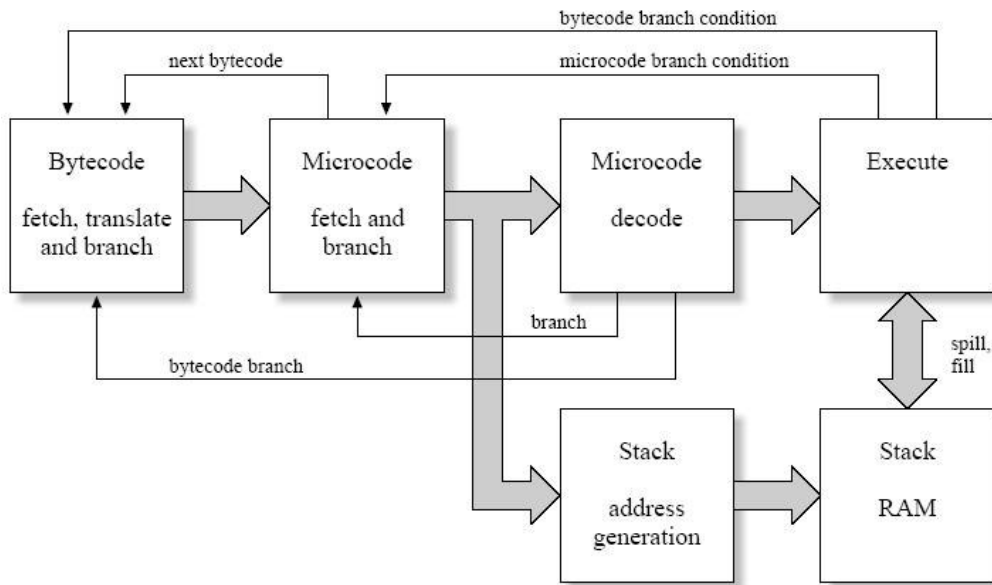 bytecode branch condition
next bytecode
microcode branch condition
Bytecode
fetch, translate
and branch
Microcode
fetch and
branch
Microcode
decode
Execute
branch
bytecode branch
spill,
fill
Stack
address
generation
Stack
RAM